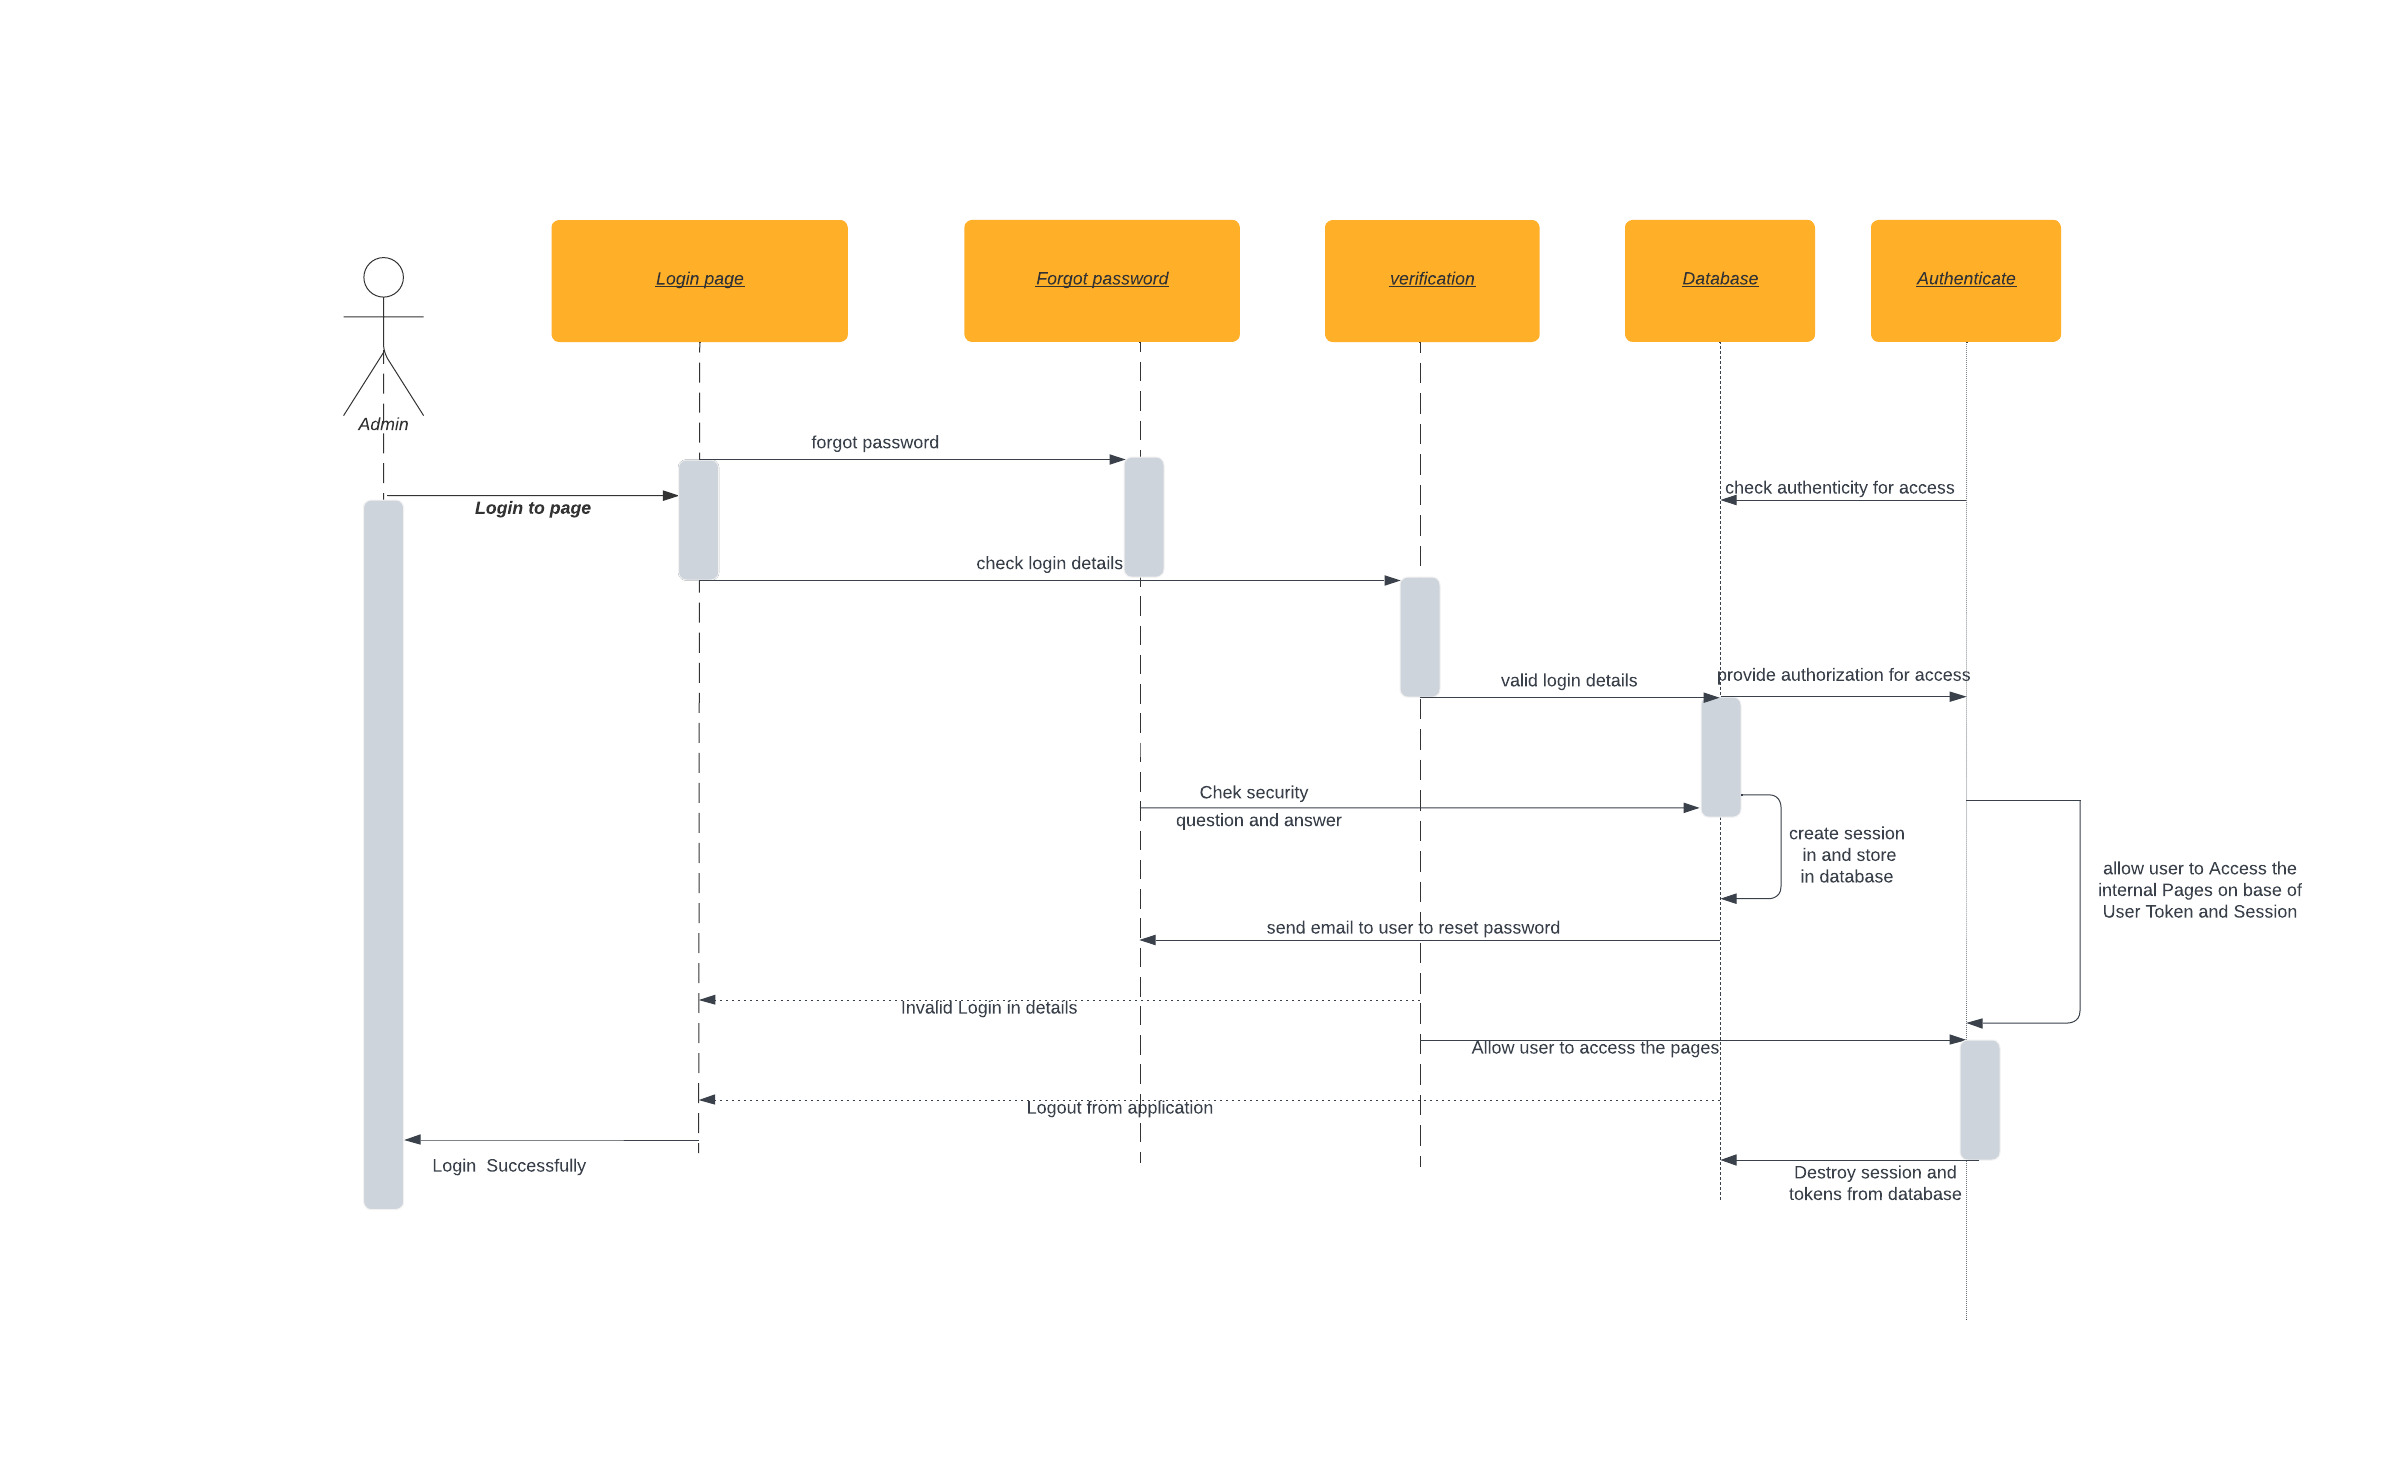 Login page
Forgot password
verification
Database
Authenticate
Admin
forgot password
check authenticity for access
Login to page
check login details
provide authorization for access
valid login details
Chek security
question and answer
create session
in and store
in database
allow user to Access the
internal Pages on base of
User Token and Session
send email to user to reset password
Invalid Login in details
Allow user to access the pages
Logout from application
Login  Successfully
Destroy session and
tokens from database